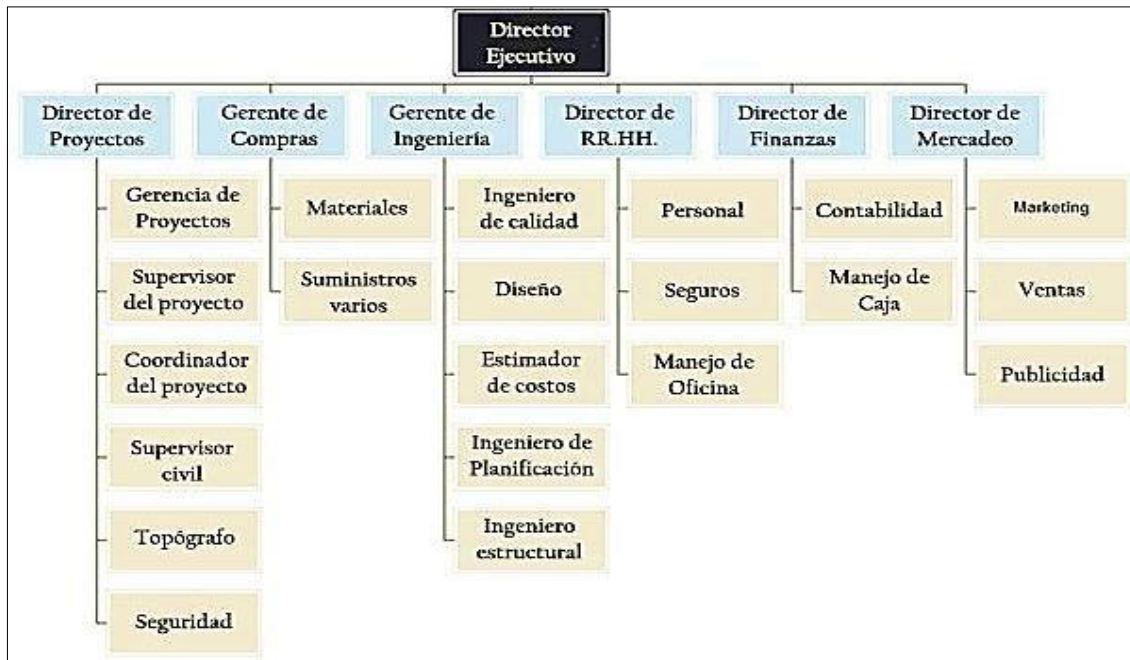 Director
Ejecutivo
Director de
Proyectos
Gerente de
Compras
Gerente de
Ingeniería
Director de
RR.HH.
Director de
Finanzas
Director de
Mercadeo
Gerencia de
Proyectos
Supervisor
del proyecto
Coordinador
del proyecto
Supervisor
civil
Topógrafo
Seguridad
Materiales
Suministros
varios
Ingeniero
de calidad
Diseño
Estimador
de costos
Ingeniero de
Planificación
Ingeniero
estructural
Personal
Seguros
Manejo de
Oficina
Contabilidad
Manejo de
Caja
Marketing
Ventas
Publicidad